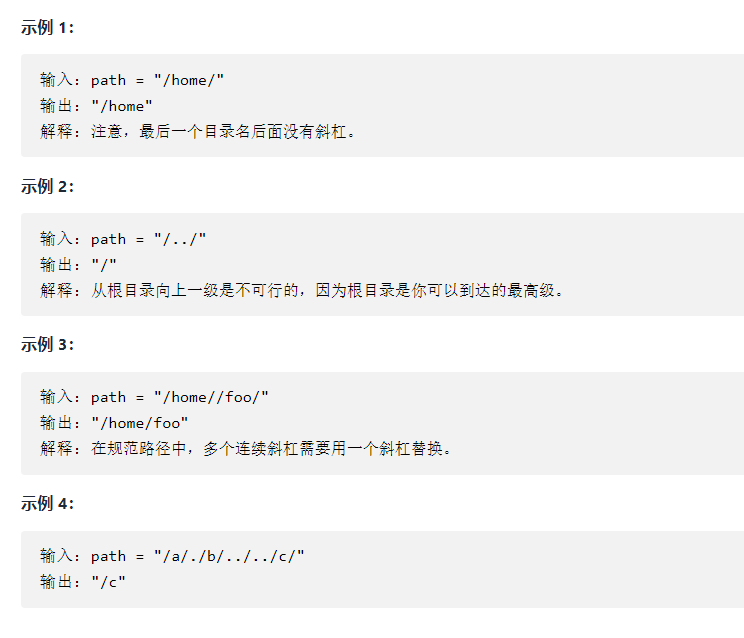 示例 1：
输入：path = "/home/"
输出："/home"
解释：注意，最后一个目录名后面没有斜杠。
示例 2：
输入：path = "/../"
输出："/"
解释：从根目录向上一级是不可行的，因为根目录是你可以到达的最高级。
示例 3：
输入：path = "/home//foo/"
输出："/home/foo"
解释：在规范路径中，多个连续斜杠需要用一个斜杠替换。
示例 4：
输入：path = "/a/./b/../../c/"
输出："/c"